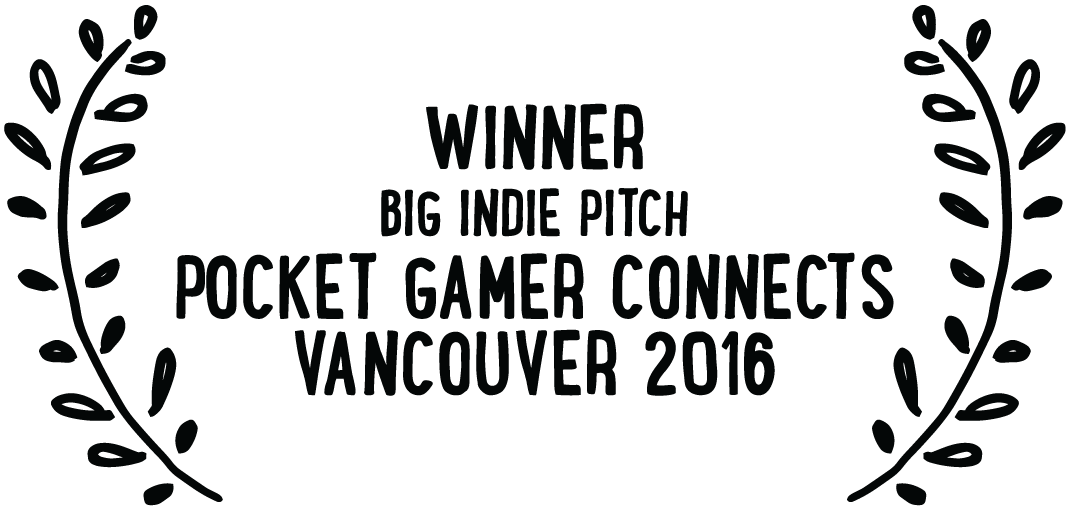 WINNER
BIG INDIE PITCH
POCKET GAMER CONNECTS
VANCOUVER 2016